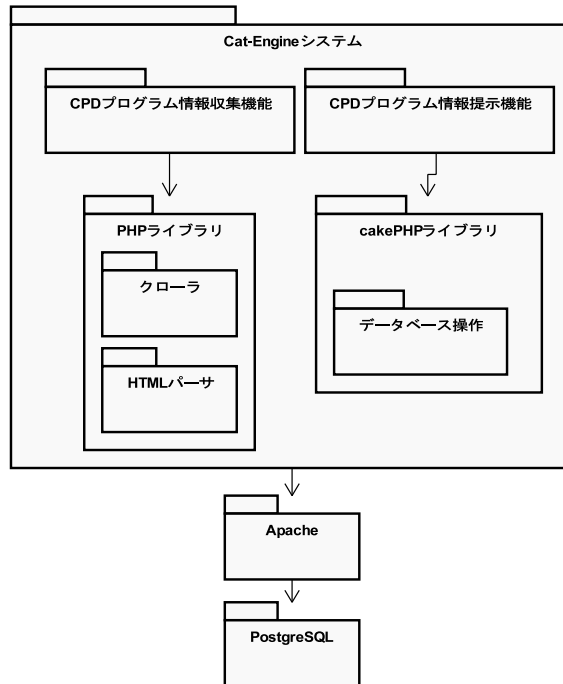 Cat-Engineシステム
CPDプログラム情報収集機能
CPDプログラム情報提示機能
PHPライブラリ
cakePHPライブラリ
クローラ
データベース操作
HTMLパーサ
Apache
PostgreSQL